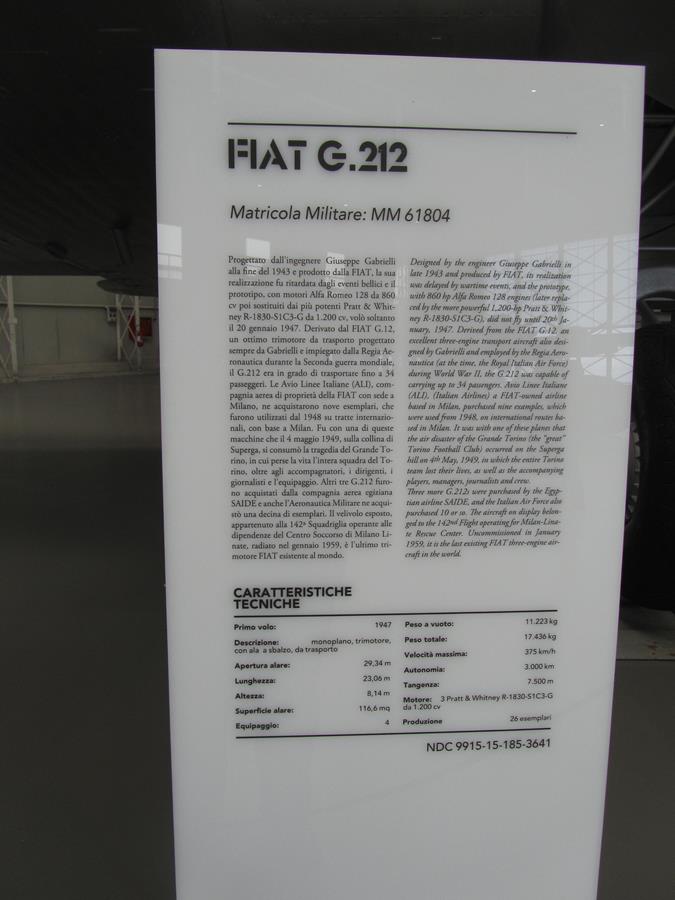 FIAT G.212
Matricola Militare: MM 61804
Progettato dall'ingegnere Giuseppe Gabrielli
alla fine del 1943 e prodotto dalla FIAT, la sua
realizzazione fu ritardata dagli eventi bellici e il
prototipo, con motori Alfa Romeo 128 da 860
cv poi sostituiti dai più potenti Pratt & Whit-
ney R-1830-S1C3-G da 1.200 cv, volò soltanto
il 20 gennaio 1947. Derivato dal FIAT G.12,
un ottimo trimotore da trasporto progettato
sempre da Gabrielli e impiegato dalla Regia Ae-
ronautica durante la Seconda guerra mondiale,
il G.212 era in grado di trasportare fino a 34
passeggeri. Le Avio Linee Italiane (ALI), com-
pagnia aerea di proprietà della FIAT con sede a
Milano, ne acquistarono nove esemplari, che
furono utilizzati dal 1948 su tratte internazio-
nali, con base a Milan. Fu con una di queste
macchine che il 4 maggio 1949, sulla collina di
Superga, si consumò la tragedia del Grande To-
rino, in cui perse la vita l'intera squadra del To-
rino, oltre agli accompagnatori, i dirigenti, i
giornalisti e l'equipaggio. Altri tre G.212 furo-
no acquistati dalla compagnia aerea egiziana
SAIDE e anche l'Aeronautica Militare ne acqui-
stò una decina di esemplari. Il velivolo esposto,
appartenuto alla 142ª Squadriglia operante alle
dipendenze del Centro Soccorso di Milano Li-
nate, radiato nel gennaio 1959, è l'ultimo tri-
motore FIAT esistente al mondo.
Designed by the engineer Giuseppe Gabrielli in
late 1943 and produced by FIAT, its realization
was delayed by wartime events, and the prototype,
with 860 hp Alfa Romeo 128 engines (later repla-
ced by the more powerful 1,200-hp Pratt & Whit-
ney R-1830-S1C3-G), did not fly until 20th Ja-
nuary, 1947. Derived from the FIAT G.12, an
excellent three-engine transport aircraft also desi-
gned by Gabrielli and employed by the Regia Aero-
nautica (at the time, the Royal Italian Air Force)
during World War II, the G.212 was capable of
carrying up to 34 passengers. Avio Linee Italiane
(ALI), (Italian Airlines) a FIAT-owned airline
based in Milan, purchased nine examples, which
were used from 1948, on international routes ba-
sed in Milan. It was with one of these planes that
the air disaster of the Grande Torino (the "great"
Torino Football Club) occurred on the Superga
hill on 4th May, 1949, in which the entire Torino
team lost their lives, as well as the accompanying
players, managers, journalists and crew.
Three more G.212s were purchased by the Egyp-
tian airline SAIDE, and the Italian Air Force also
purchased 10 or so. The aircraft on display belon-
ged to the 142nd Flight operating for Milan-Lina-
te Rescue Center. Uncommissioned in January
1959, it is the last existing FIAT three-engine air-
craft in the world.
CARATTERISTICHE
TECNICHE
Primo volo: 1947
Descrizione: monoplano, trimotore,
con ala a sbalzo, da trasporto
Apertura alare: 29,34 m
Lunghezza: 23,06 m
Altezza: 8,14 m
Superficie alare: 116,6 mq
Equipaggio: 4
Peso a vuoto: 11.223 kg
Peso totale: 17.436 kg
Velocità massima: 375 km/h
Autonomia: 3.000 km
Tangenza: 7.500 m
Motore: 3 Pratt & Whitney R-1830-S1C3-G
da 1.200 cv
Produzione 26 esemplari
NDC 9915-15-185-3641